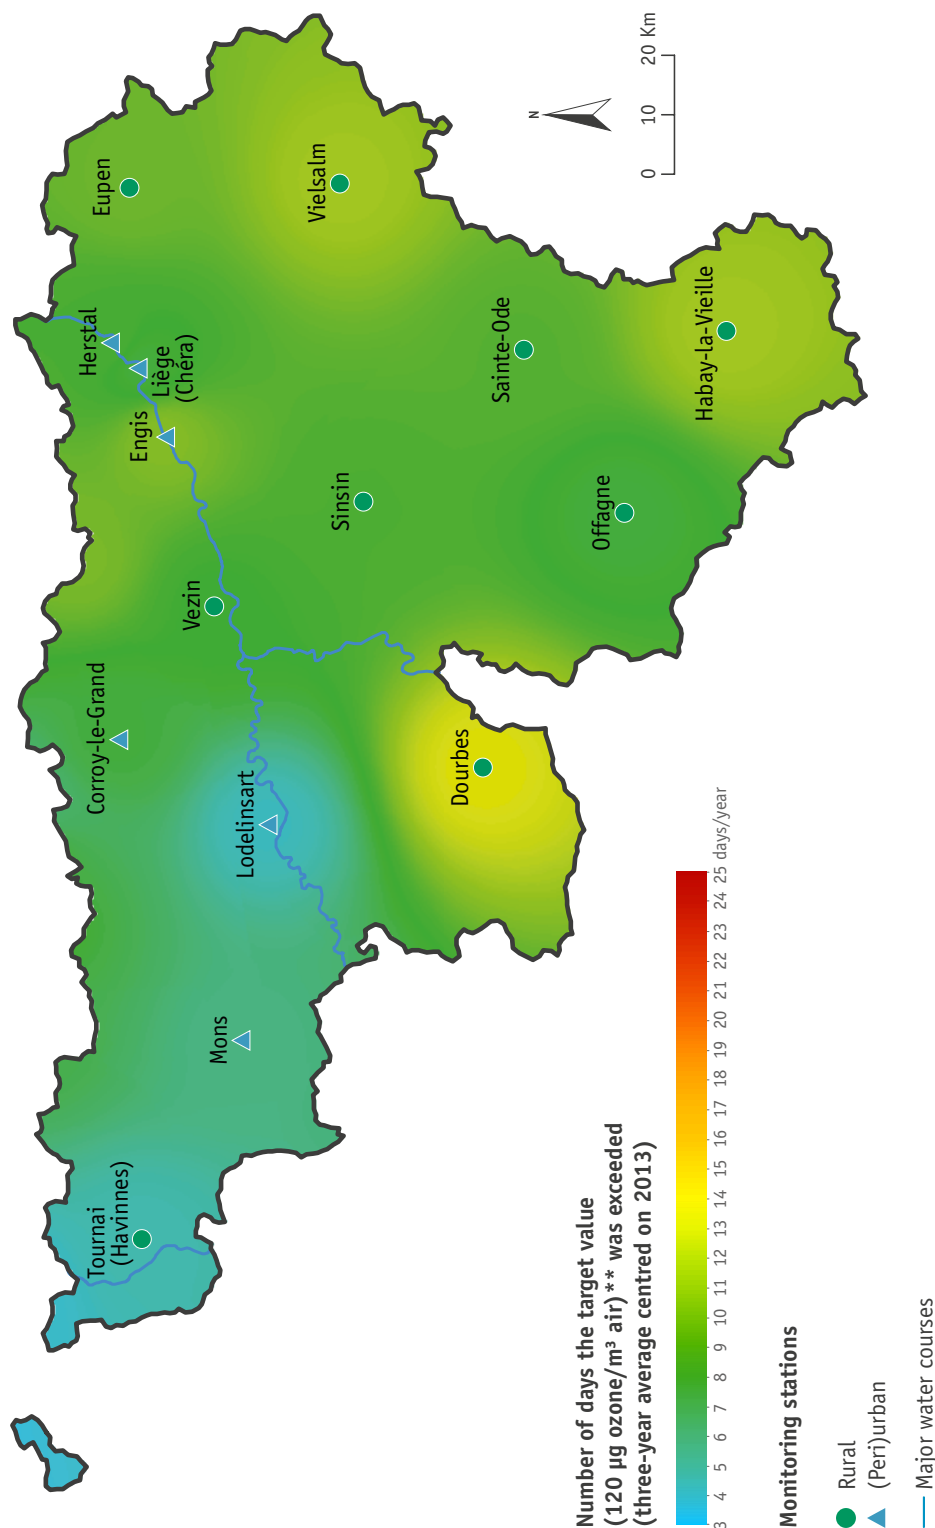 Tournai
(Havinnes)
Mons
Lodelinsart
Corroy-le-Grand
Dourbes
Vezin
Sinsin
Offagne
Engis
Liège
(Chéra)
Herstal
Sainte-Ode
Habay-la-Vieille
Eupen
Vielsalm
N
0 10 20 Km
Number of days the target value
(120 µg ozone/m³ air)** was exceeded
(three-year average centred on 2013)
3 4 5 6 7 8 9 10 11 12 13 14 15 16 17 18 19 20 21 22 23 24 25 days/year
Monitoring stations
Rural
(Peri)urban
Major water courses